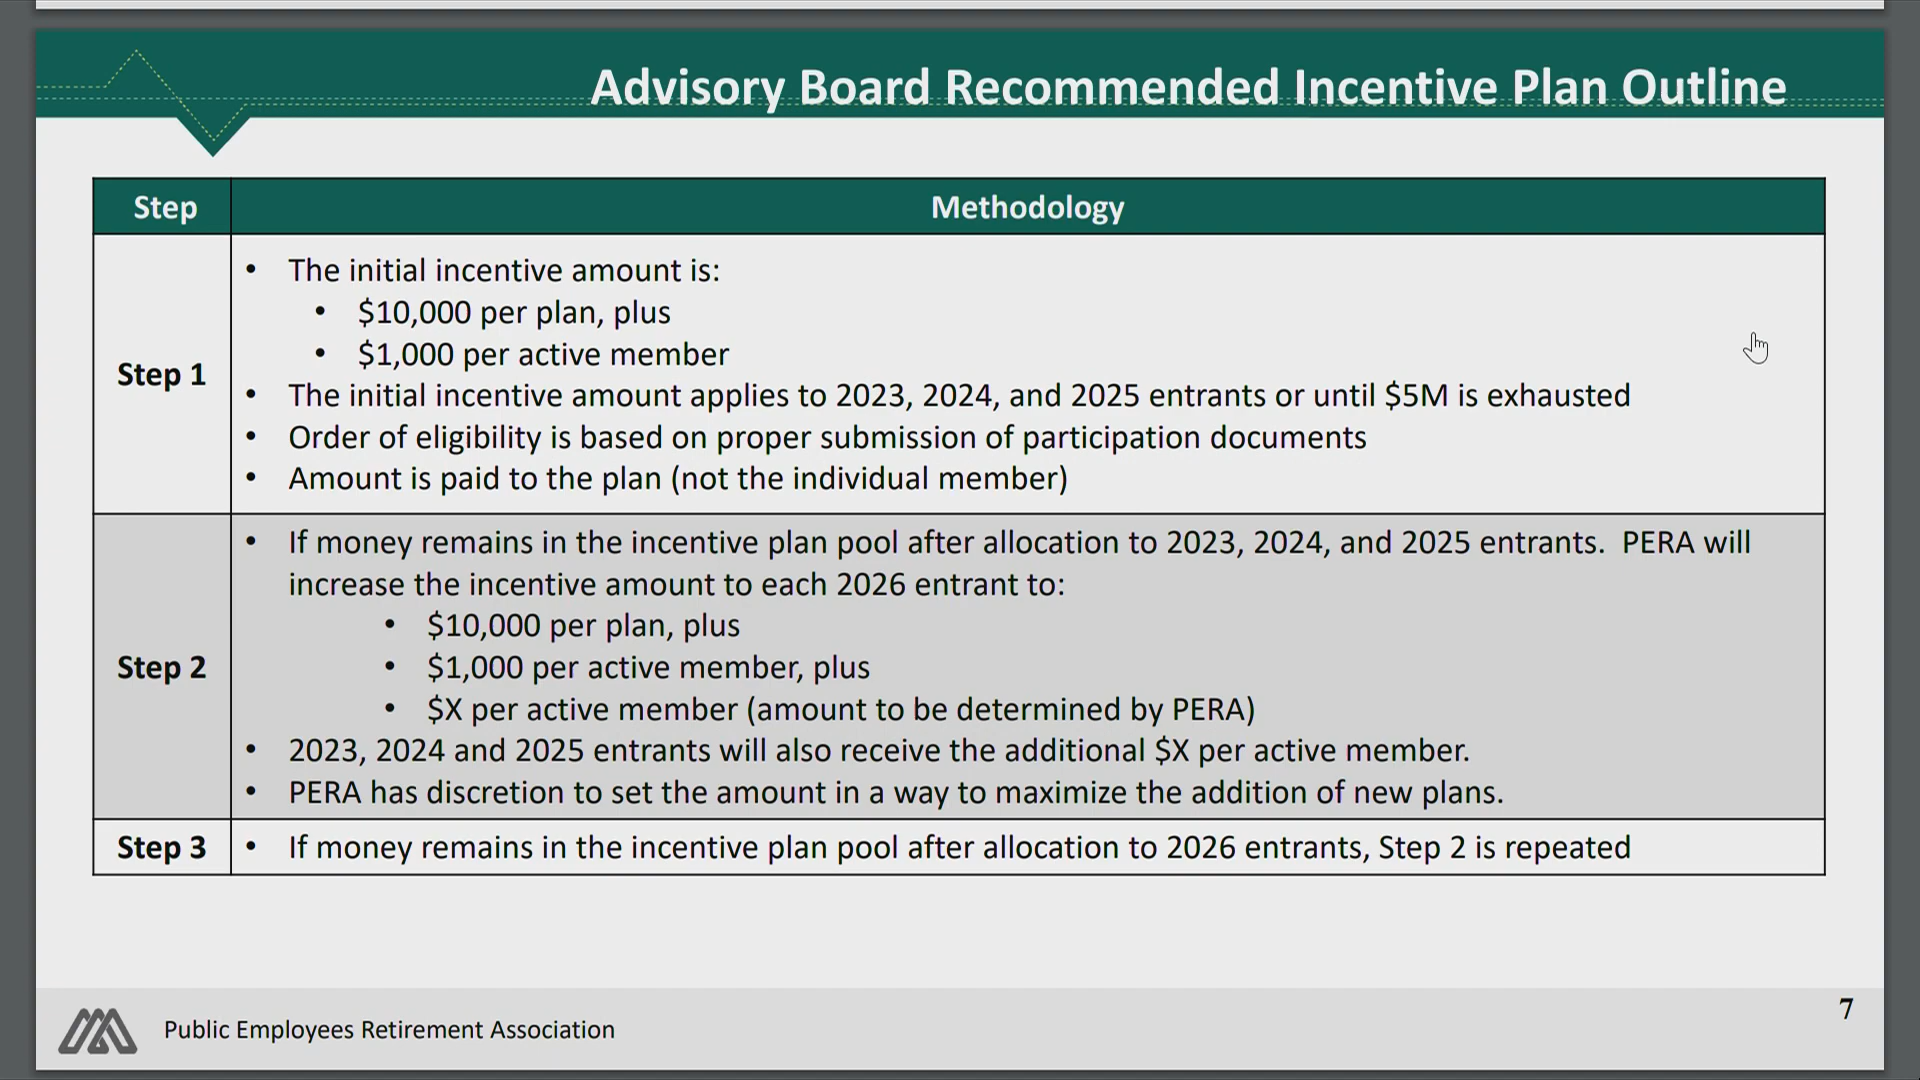 Advisory Board Recommended Incentive Plan Outline
Step
Methodology
Step 1
• The initial incentive amount is:
• $10,000 per plan, plus
• $1,000 per active member
• The initial incentive amount applies to 2023, 2024, and 2025 entrants or until $5M is exhausted
• Order of eligibility is based on proper submission of participation documents
• Amount is paid to the plan (not the individual member)
Step 2
• If money remains in the incentive plan pool after allocation to 2023, 2024, and 2025 entrants.  PERA will
increase the incentive amount to each 2026 entrant to:
• $10,000 per plan, plus
• $1,000 per active member, plus
• $X per active member (amount to be determined by PERA)
• 2023, 2024 and 2025 entrants will also receive the additional $X per active member.
• PERA has discretion to set the amount in a way to maximize the addition of new plans.
Step 3
• If money remains in the incentive plan pool after allocation to 2026 entrants, Step 2 is repeated
Public Employees Retirement Association
7